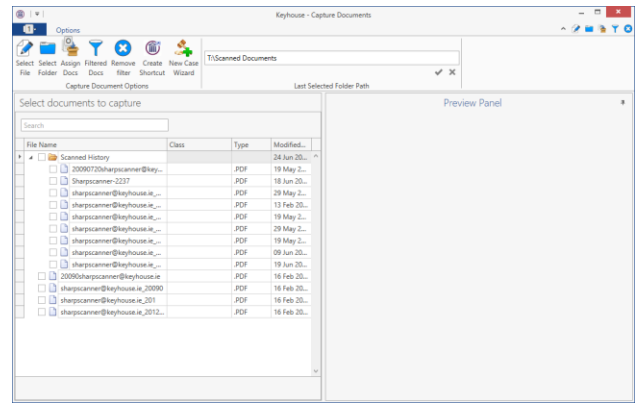 Keyhouse - Capture Documents
Options
Select File
Select Folder
Assign Docs
Filtered Docs
Remove filter
Create Shortcut
New Case Wizard
Capture Document Options
T:\Scanned Documents
Last Selected Folder Path
Select documents to capture
Preview Panel
Search
File Name Class Type Modified...
Scanned History 24 Jun 20...
20090720sharpscanner@key... .PDF 19 May 2...
Sharpscanner-2237 .PDF 18 Jun 20...
sharpscanner@keyhouse.ie_... .PDF 29 May 2...
sharpscanner@keyhouse.ie_... .PDF 13 Feb 20...
sharpscanner@keyhouse.ie_... .PDF 19 May 2...
sharpscanner@keyhouse.ie_... .PDF 29 May 2...
sharpscanner@keyhouse.ie_... .PDF 19 May 2...
sharpscanner@keyhouse.ie_... .PDF 09 Jun 20...
sharpscanner@keyhouse.ie_... .PDF 19 Jun 20...
20090sharpscanner@keyhouse.ie .PDF 16 Feb 20...
sharpscanner@keyhouse.ie_20090 .PDF 16 Feb 20...
sharpscanner@keyhouse.ie_201 .PDF 16 Feb 20...
sharpscanner@keyhouse.ie_2012... .PDF 16 Feb 20...